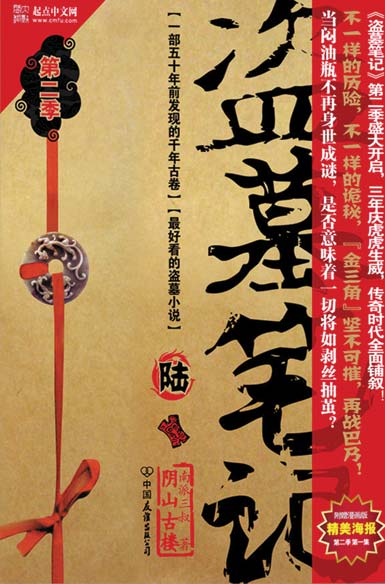 起点中文网
www.cmfu.com
第二季
【一部五十年前发现的千年古卷】【最好看的盗墓小说】
盗墓笔记
陆
南派三叔 著
阴山古楼
中国友谊出版公司
《盗墓笔记》第二季盛大开启，三年庆虎虎生威，传奇时代全面铺叙！
不一样的历险，不一样的诡秘，『金三角』坚不可摧，再战巴乃！
当闷油瓶不再身世成谜，是否意味着一切将如剥丝抽茧？
精美海报
第二季 第一集